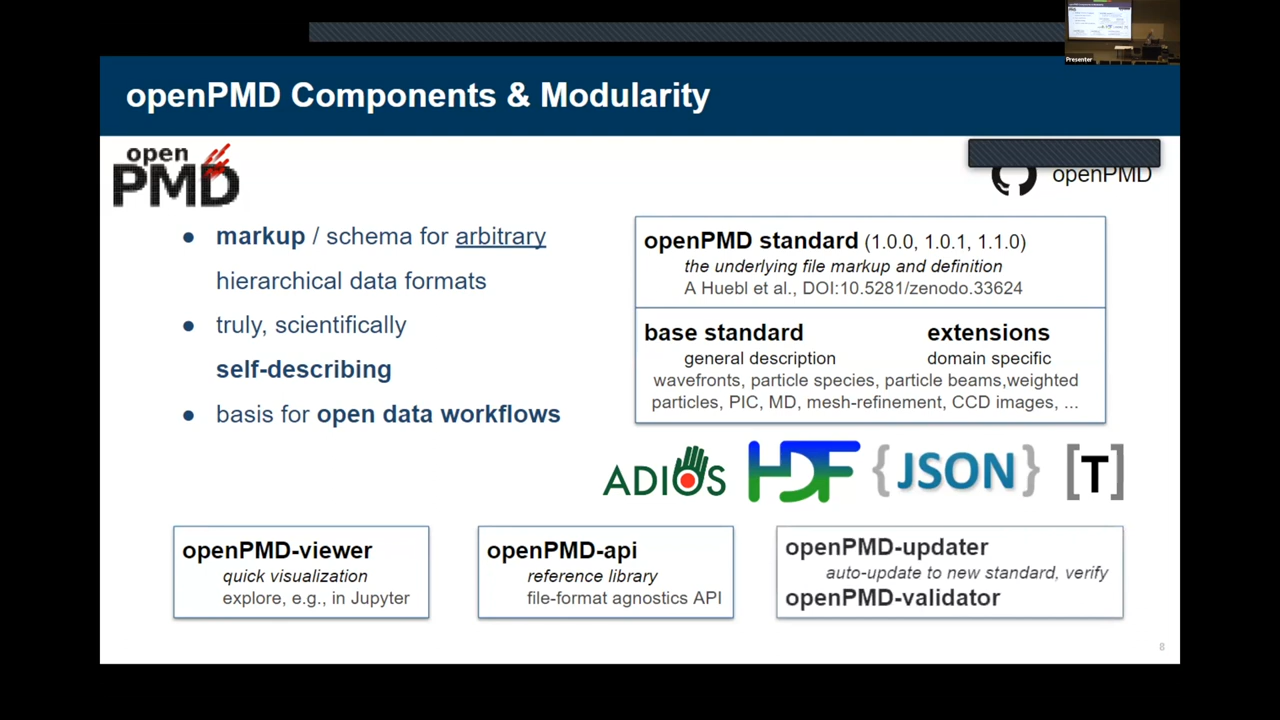 Presenter
openPMD Components & Modularity
open
PMD
openPMD
● markup / schema for arbitrary
hierarchical data formats
● truly, scientifically
self-describing
● basis for open data workflows
openPMD standard (1.0.0, 1.0.1, 1.1.0)
the underlying file markup and definition
A Huebl et al., DOI:10.5281/zenodo.33624
base standard extensions
general description domain specific
wavefronts, particle species, particle beams,weighted
particles, PIC, MD, mesh-refinement, CCD images, ...
ADIOS HDF {JSON} [T]
openPMD-viewer
quick visualization
explore, e.g., in Jupyter
openPMD-api
reference library
file-format agnostics API
openPMD-updater
auto-update to new standard, verify
openPMD-validator
8